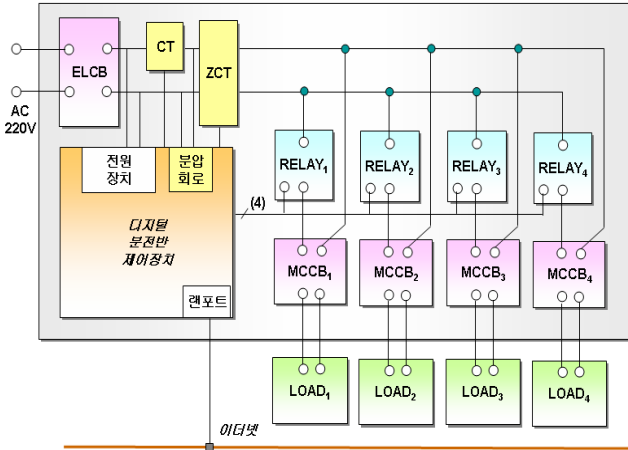 AC
220V
ELCB
CT
ZCT
전원
장치
분압
회로
디지털
분전반
제어장치
랜포트
(4)
RELAY₁
RELAY₂
RELAY₃
RELAY₄
MCCB₁
MCCB₂
MCCB₃
MCCB₄
LOAD₁
LOAD₂
LOAD₃
LOAD₄
이더넷